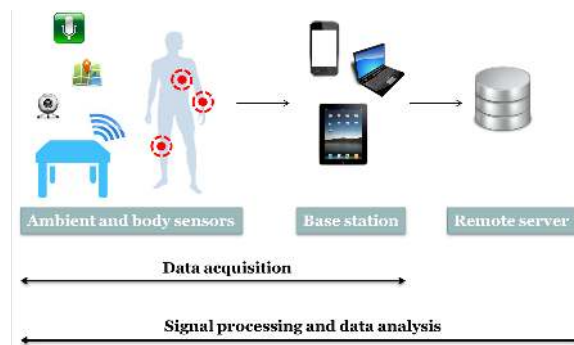 Ambient and body sensors
Base station
Remote server
Data acquisition
Signal processing and data analysis